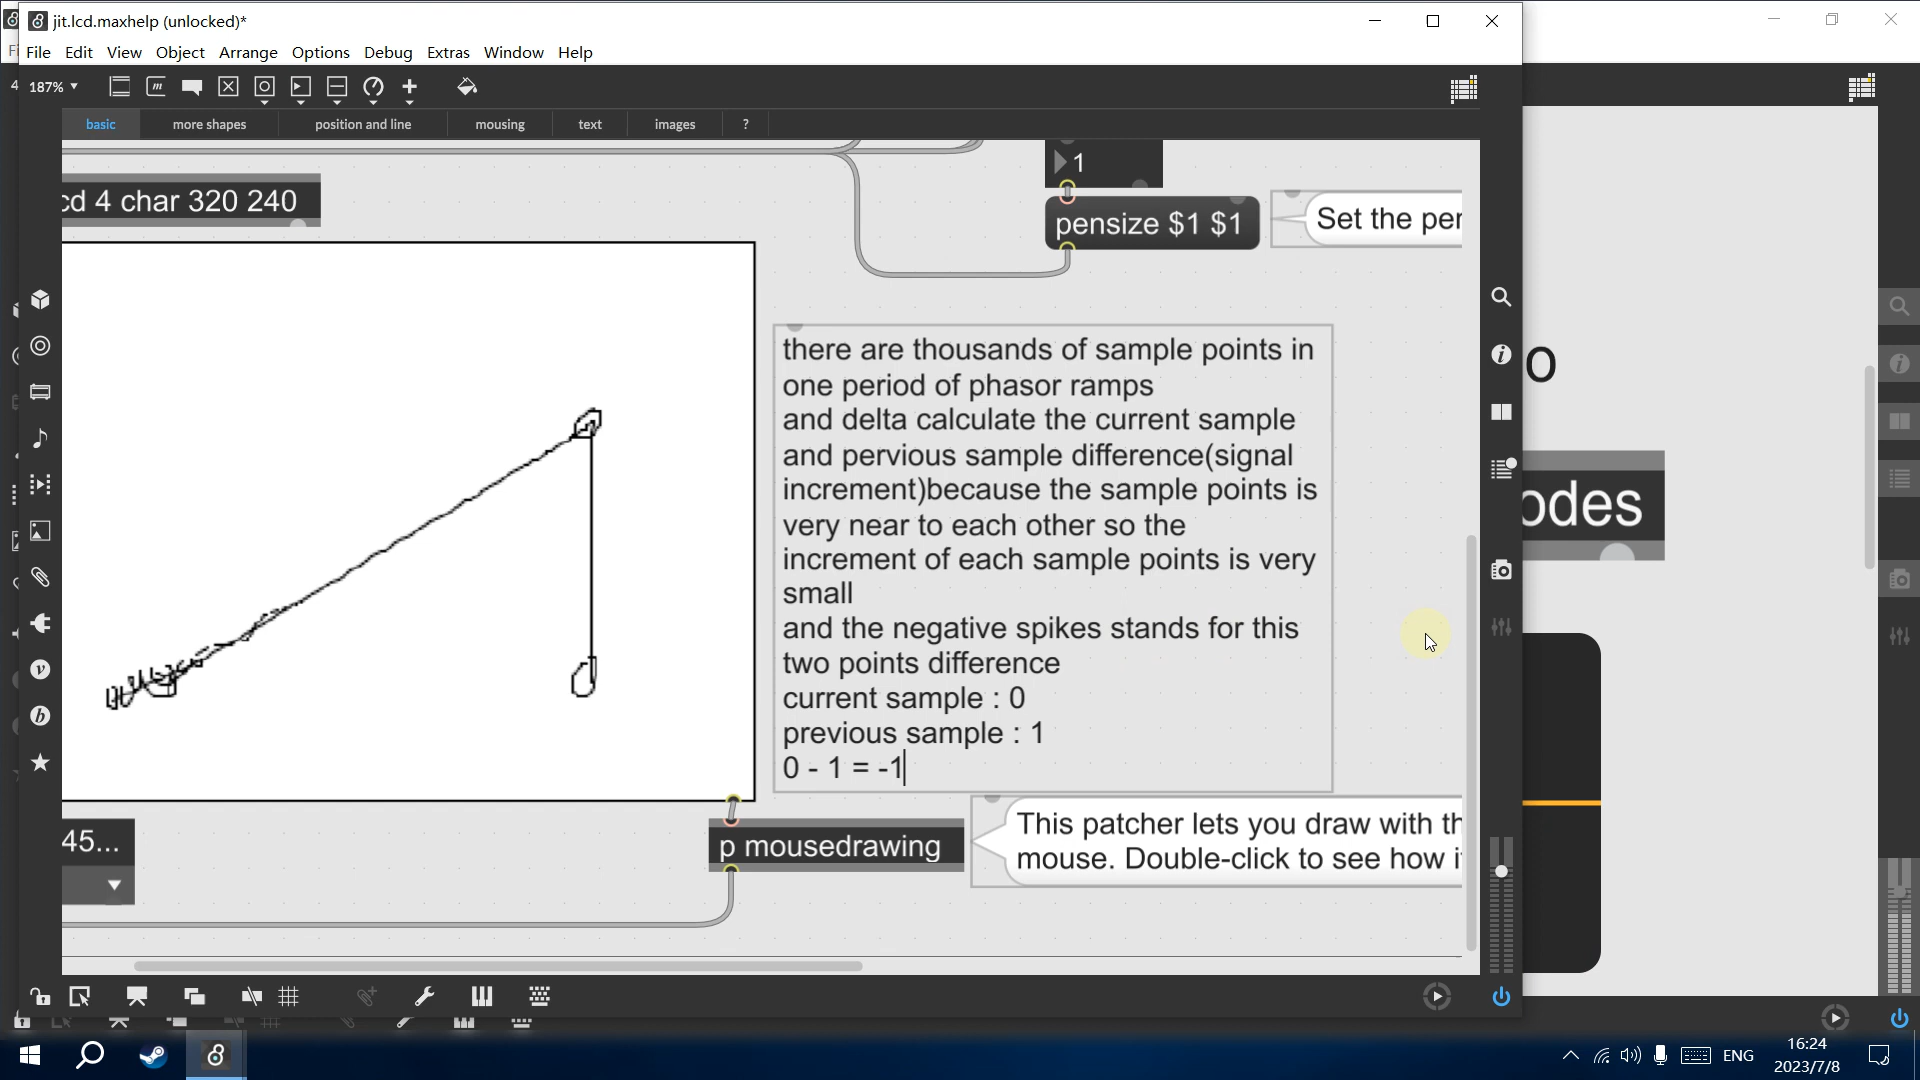 jit.lcd.maxhelp (unlocked)*
File Edit View Object Arrange Options Debug Extras Window Help
187%
basic more shapes position and line mousing text images ?
1
cd 4 char 320 240
pensize $1 $1
Set the per
there are thousands of sample points in
one period of phasor ramps
and delta calculate the current sample
and pervious sample difference(signal
increment)because the sample points is
very near to each other so the
increment of each sample points is very
small
and the negative spikes stands for this
two points difference
current sample : 0
previous sample : 1
0 - 1 = -1
odes
45...
p mousedrawing
This patcher lets you draw with th
mouse. Double-click to see how i
ENG
16:24
2023/7/8